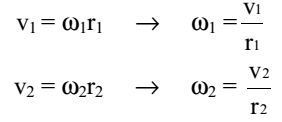 v₁ = ω₁r₁ → ω₁ = v₁/r₁
v₂ = ω₂r₂ → ω₂ = v₂/r₂